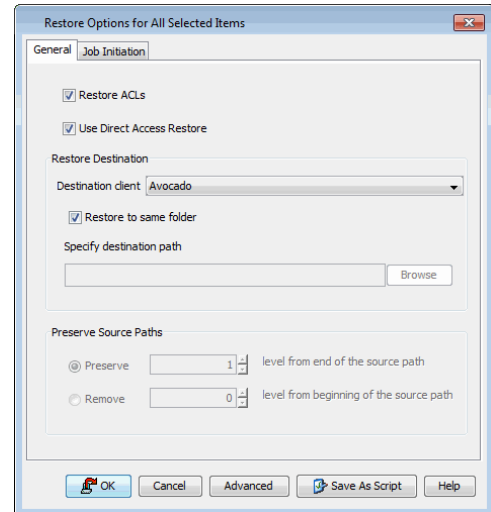 Restore Options for All Selected Items
General Job Initiation
Restore ACLs
Use Direct Access Restore
Restore Destination
Destination client Avocado
Restore to same folder
Specify destination path
Browse
Preserve Source Paths
Preserve 1 level from end of the source path
Remove 0 level from beginning of the source path
OK Cancel Advanced Save As Script Help